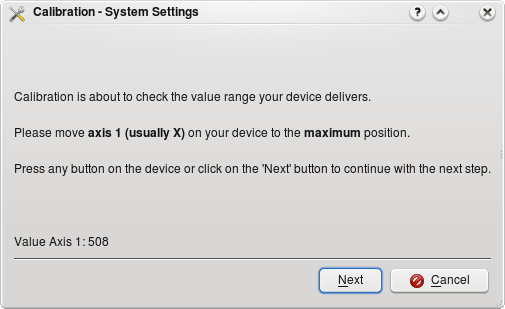 Calibration - System Settings
Calibration is about to check the value range your device delivers.
Please move axis 1 (usually X) on your device to the maximum position.
Press any button on the device or click on the 'Next' button to continue with the next step.
Value Axis 1: 508
Next
Cancel